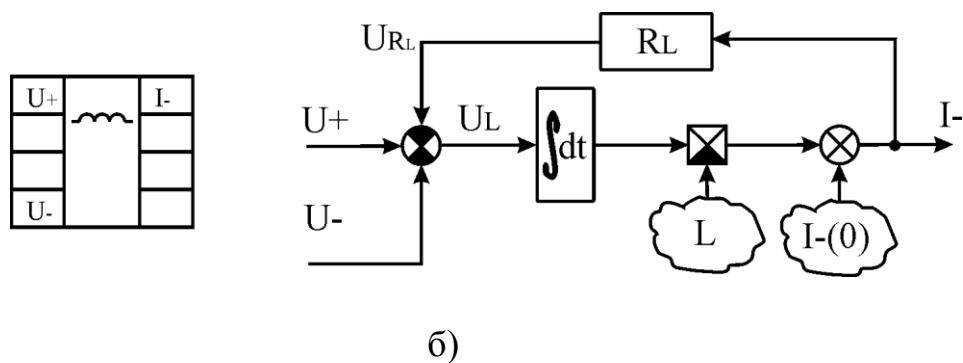 U+ I-
U-
U+
U-
URL
UL
∫dt
RL
L
I-(0)
I-
б)